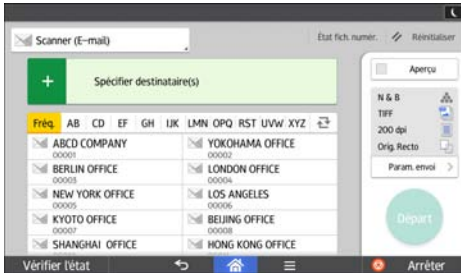 Scanner (E-mail)
État fich. numér.
Réinitialiser
+ Spécifier destinataire(s)
Aperçu
Fréq. AB CD EF GH IJK LMN OPQ RST UVW XYZ
ABCD COMPANY
00001
YOKOHAMA OFFICE
00002
BERLIN OFFICE
00003
LONDON OFFICE
00004
NEW YORK OFFICE
00005
LOS ANGELES
00006
KYOTO OFFICE
00007
BEIJING OFFICE
00008
SHANGHAI OFFICE
HONG KONG OFFICE
N & B
TIFF
200 dpi
Orig. Recto
Param. envoi
Départ
Vérifier l'état
Arrêter